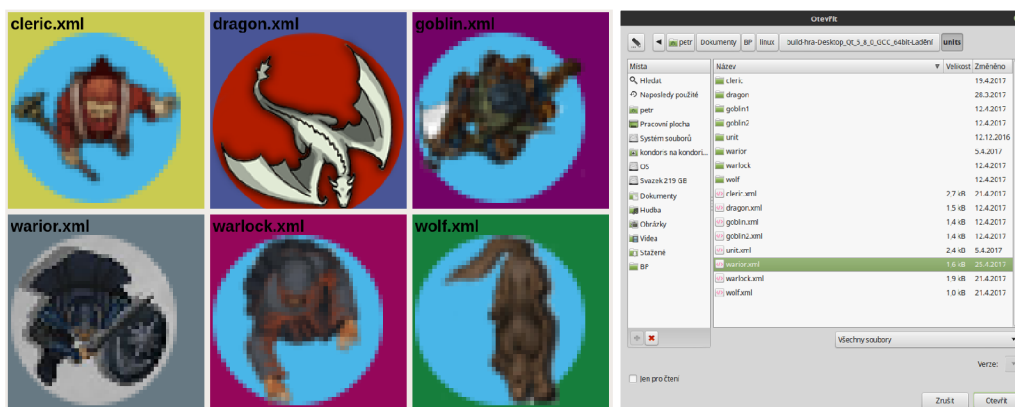 cleric.xml dragon.xml goblin.xml
warior.xml warlock.xml wolf.xml
Otevřít
petr Dokumenty BP linux build-hra-Desktop_Qt_5_8_0_GCC_64bit-Ladění units
Místa Název Velikost Změněno
Hledat cleric 19.4.2017
Naposledy použité dragon 28.3.2017
petr goblin1 12.4.2017
Pracovní plocha goblin2 12.4.2017
Systém souborů unit 12.12.2016
kondoris na kondori... warior 5.4.2017
OS warlock 12.4.2017
Svazek 219 GB wolf 12.4.2017
Dokumenty cleric.xml 2,7 kB 21.4.2017
Hudba dragon.xml 1,5 kB 12.4.2017
Obrázky goblin.xml 1,4 kB 12.4.2017
Videa goblin2.xml 1,4 kB 12.4.2017
Stažené unit.xml 2,4 kB 5.4.2017
BP warior.xml 1,6 kB 25.4.2017
warlock.xml 1,9 kB 21.4.2017
wolf.xml 1,0 kB 21.4.2017
Všechny soubory
Verze:
Jen pro čtení
Zrušit Otevřít